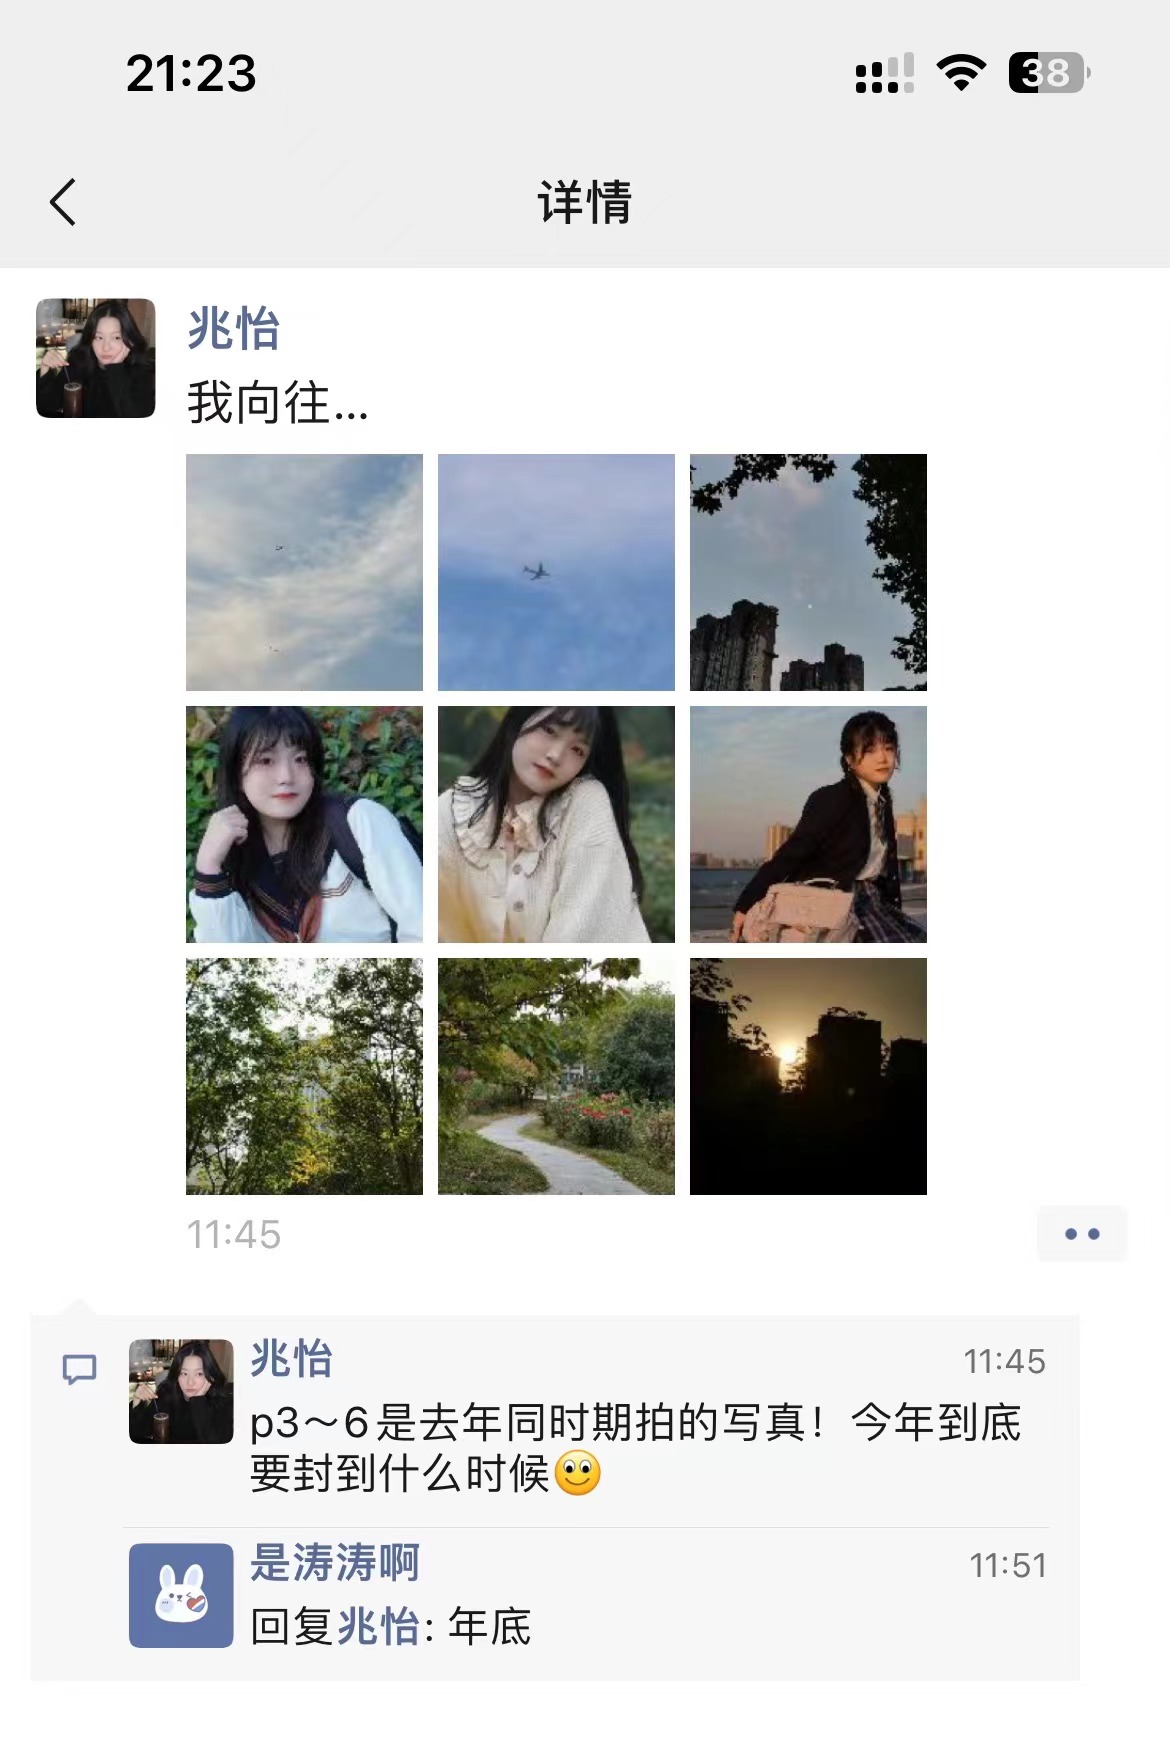 21:23
38
详情
兆怡
我向往...
11:45
兆怡
11:45
p3～6是去年同时期拍的写真！今年到底
要封到什么时候🙂
是涛涛啊
11:51
回复兆怡: 年底